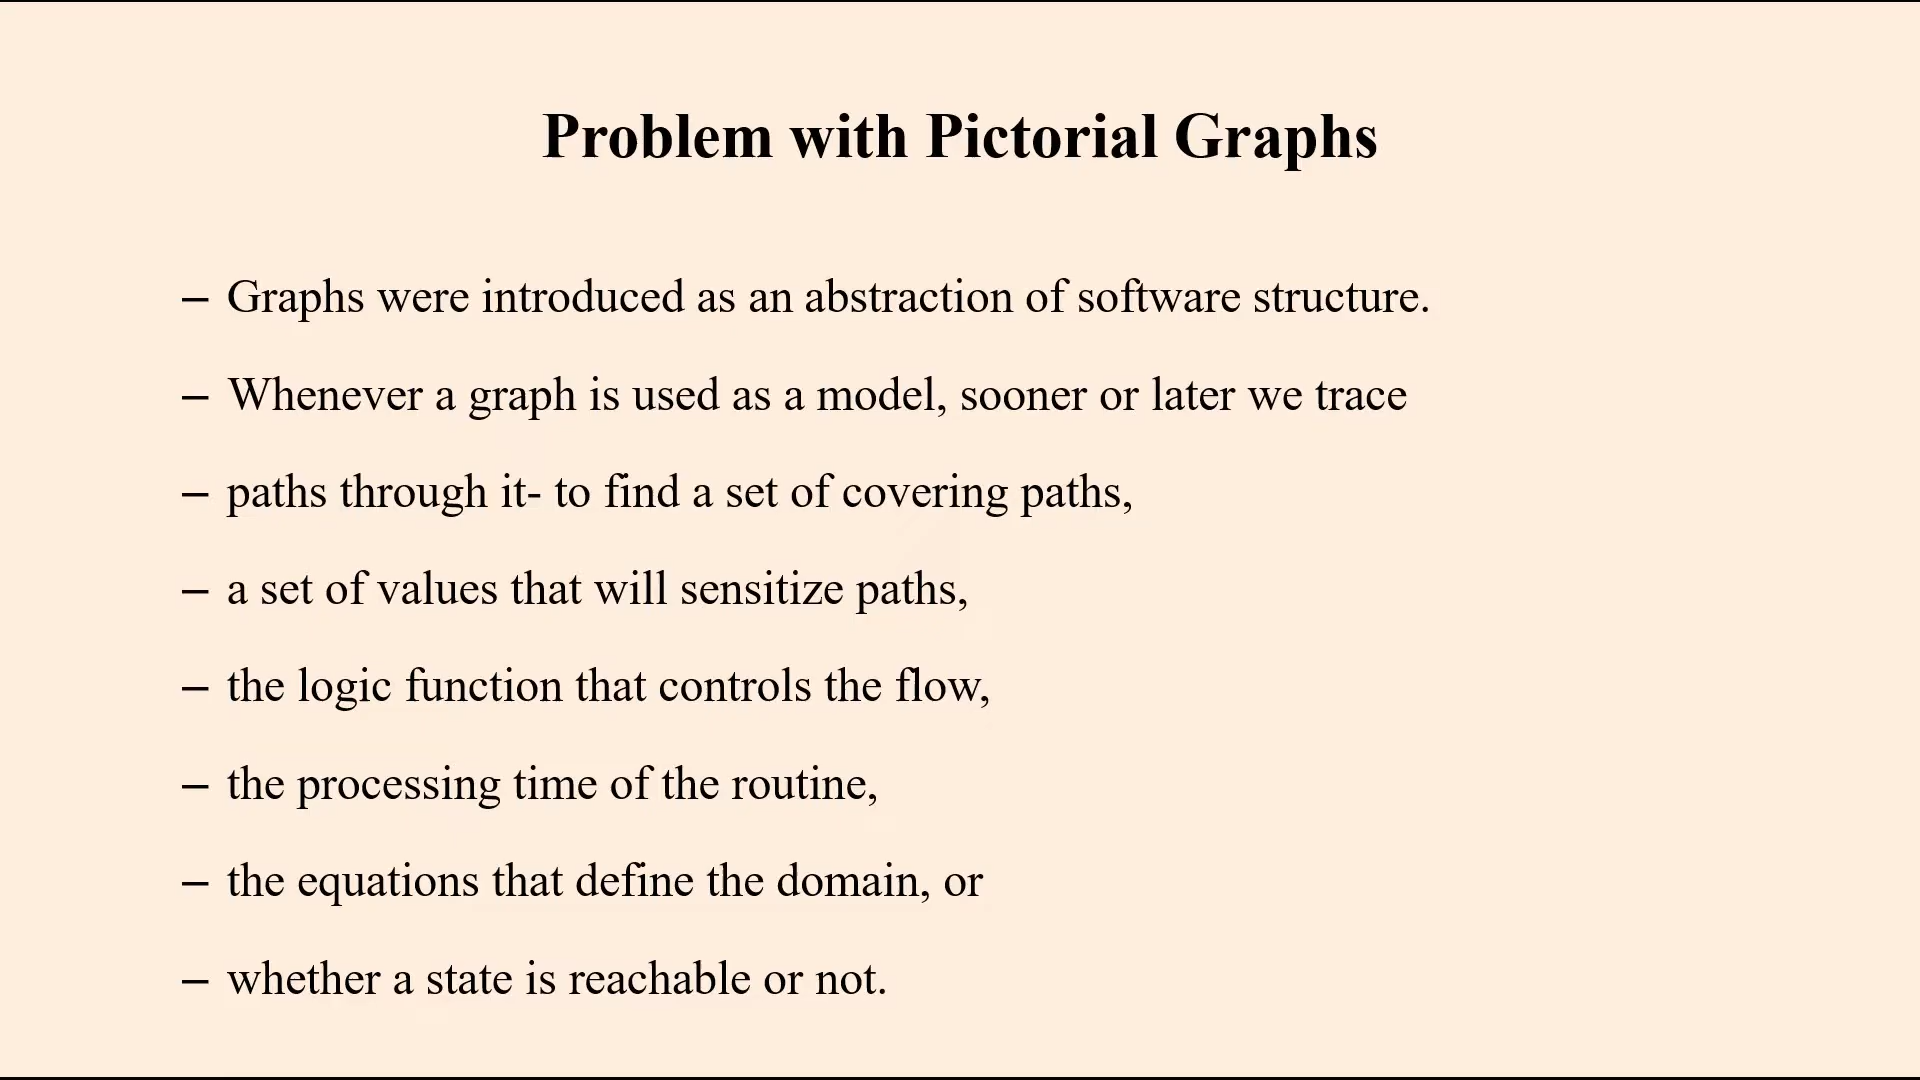 Problem with Pictorial Graphs
– Graphs were introduced as an abstraction of software structure.
– Whenever a graph is used as a model, sooner or later we trace
– paths through it- to find a set of covering paths,
– a set of values that will sensitize paths,
– the logic function that controls the flow,
– the processing time of the routine,
– the equations that define the domain, or
– whether a state is reachable or not.